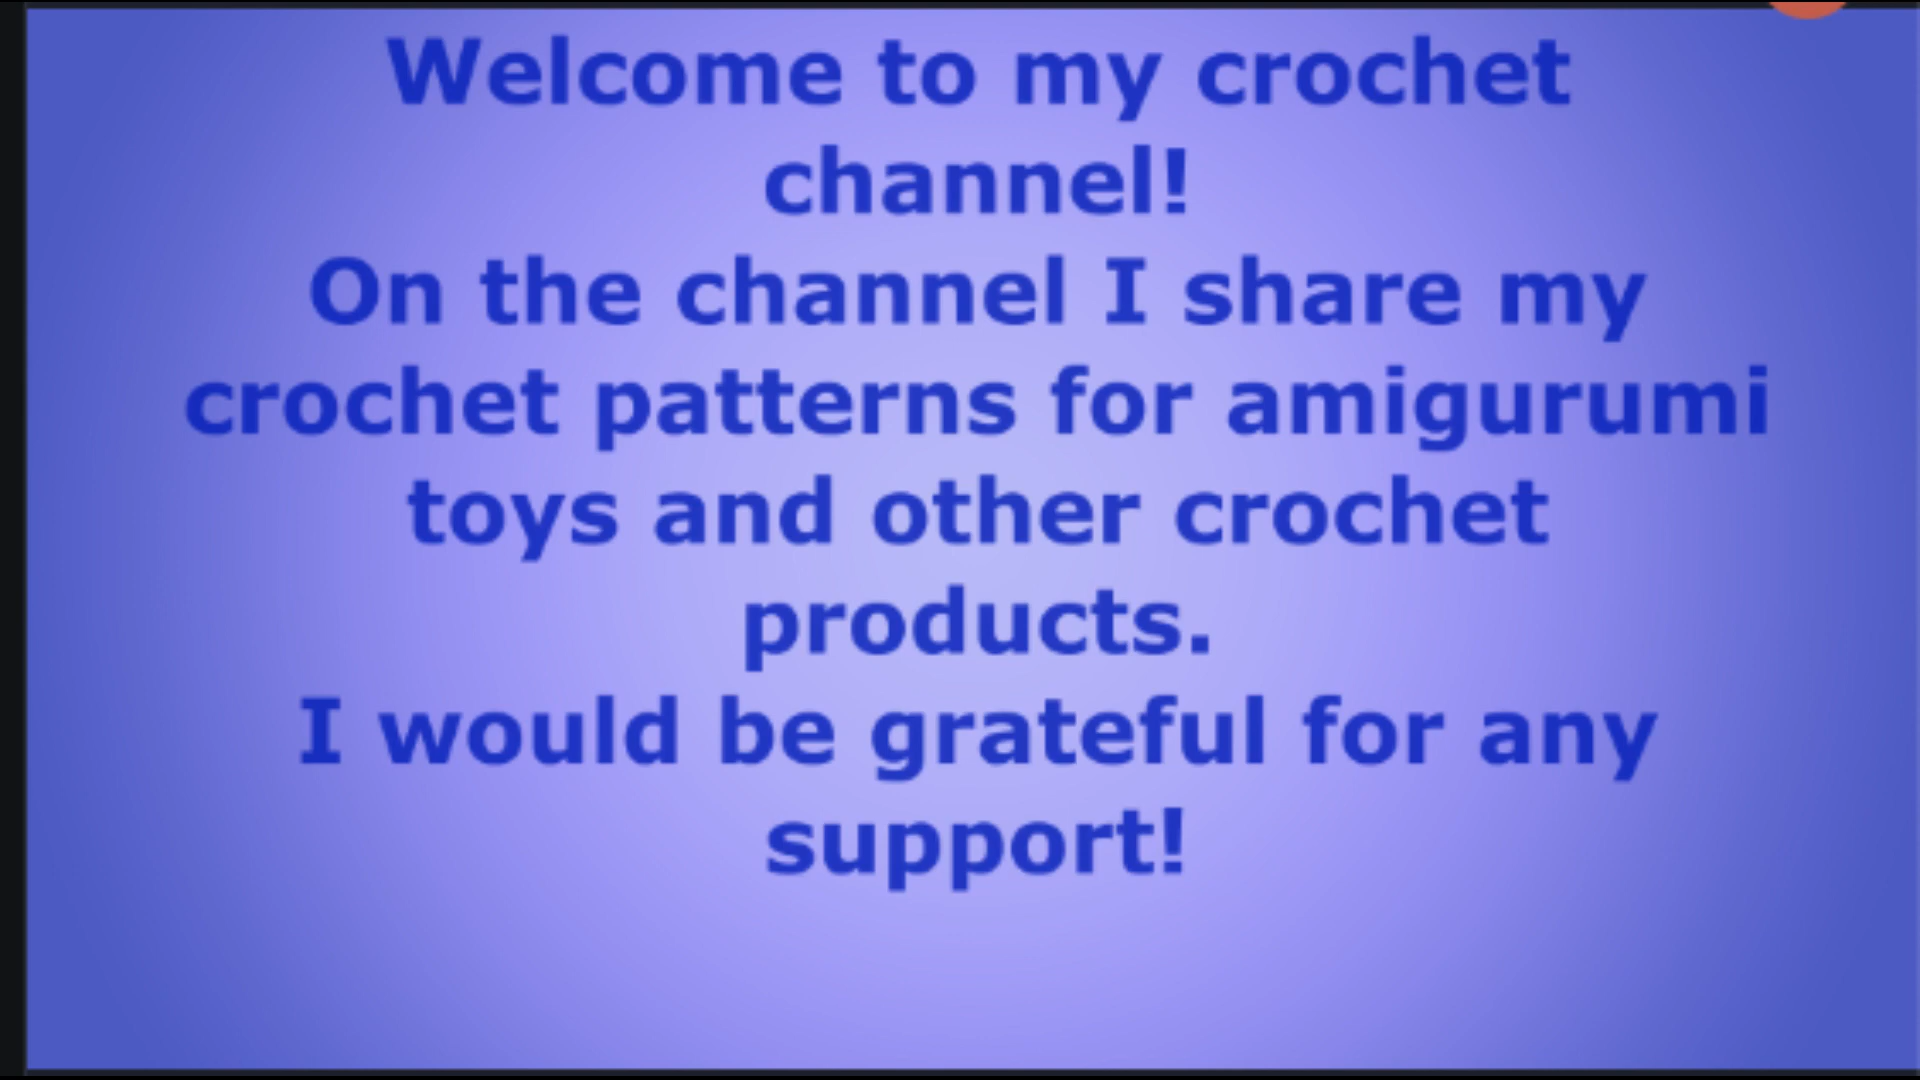 Welcome to my crochet
channel!
On the channel I share my
crochet patterns for amigurumi
toys and other crochet
products.
I would be grateful for any
support!